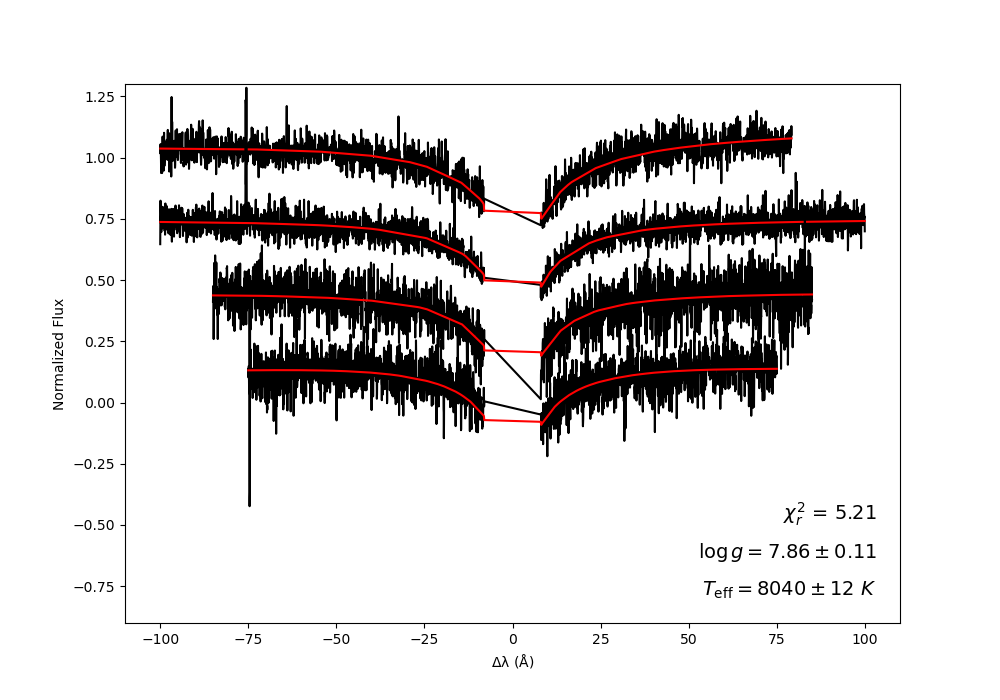 1.25
1.00
0.75
0.50
0.25
0.00
−0.25
−0.50
−0.75
Normalized Flux
χ²ᵣ = 5.21
log g = 7.86 ± 0.11
T_eff = 8040 ± 12 K
−100 −75 −50 −25 0 25 50 75 100
Δλ (Å)